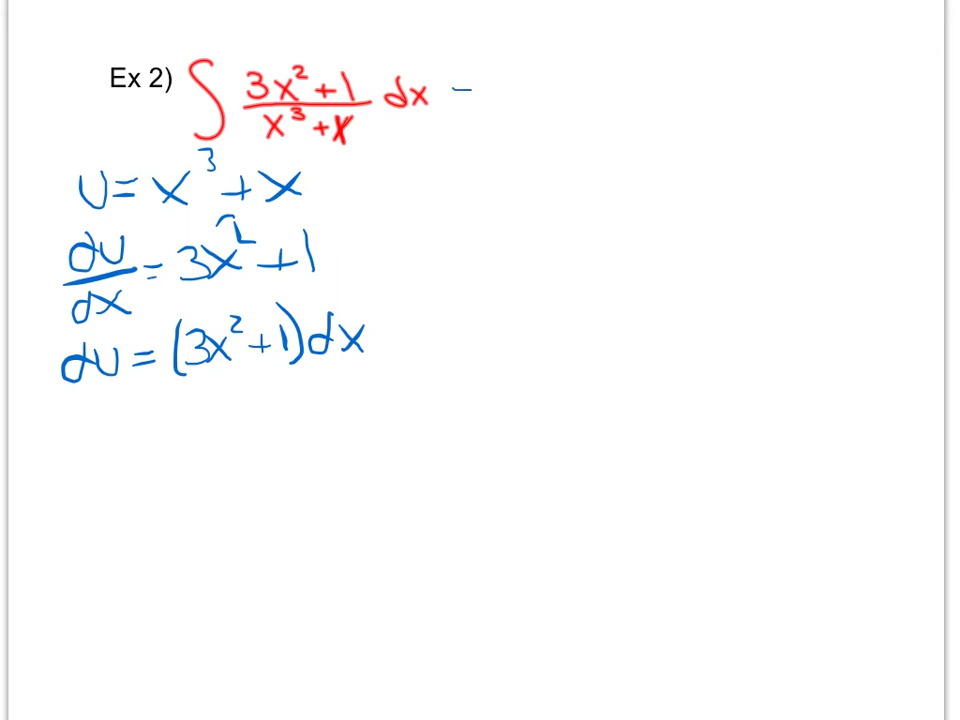 Ex 2) ∫ (3x² + 1)/(x³ + x) dx -
u = x³ + x
du/dx = 3x² + 1
du = (3x² + 1) dx